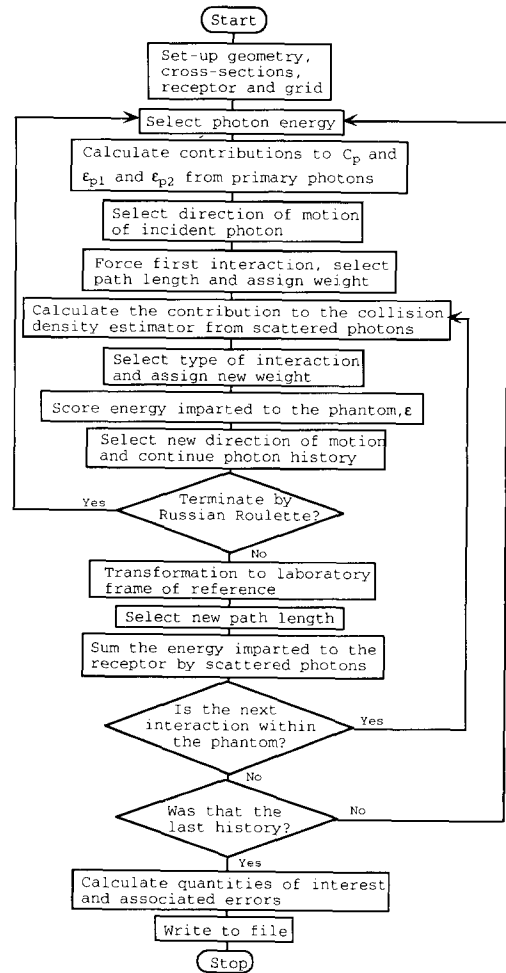 Start
Set-up geometry,
cross-sections,
receptor and grid
Select photon energy
Calculate contributions to Cp and
εp1 and εp2 from primary photons
Select direction of motion
of incident photon
Force first interaction, select
path length and assign weight
Calculate the contribution to the collision
density estimator from scattered photons
Select type of interaction
and assign new weight
Score energy imparted to the phantom,ε
Select new direction of motion
and continue photon history
Yes
Terminate by
Russian Roulette?
No
Transformation to laboratory
frame of reference
Select new path length
Sum the energy imparted to the
receptor by scattered photons
Is the next
interaction within
the phantom?
Yes
No
Was that the
last history?
No
Yes
Calculate quantities of interest
and associated errors
Write to file
Stop